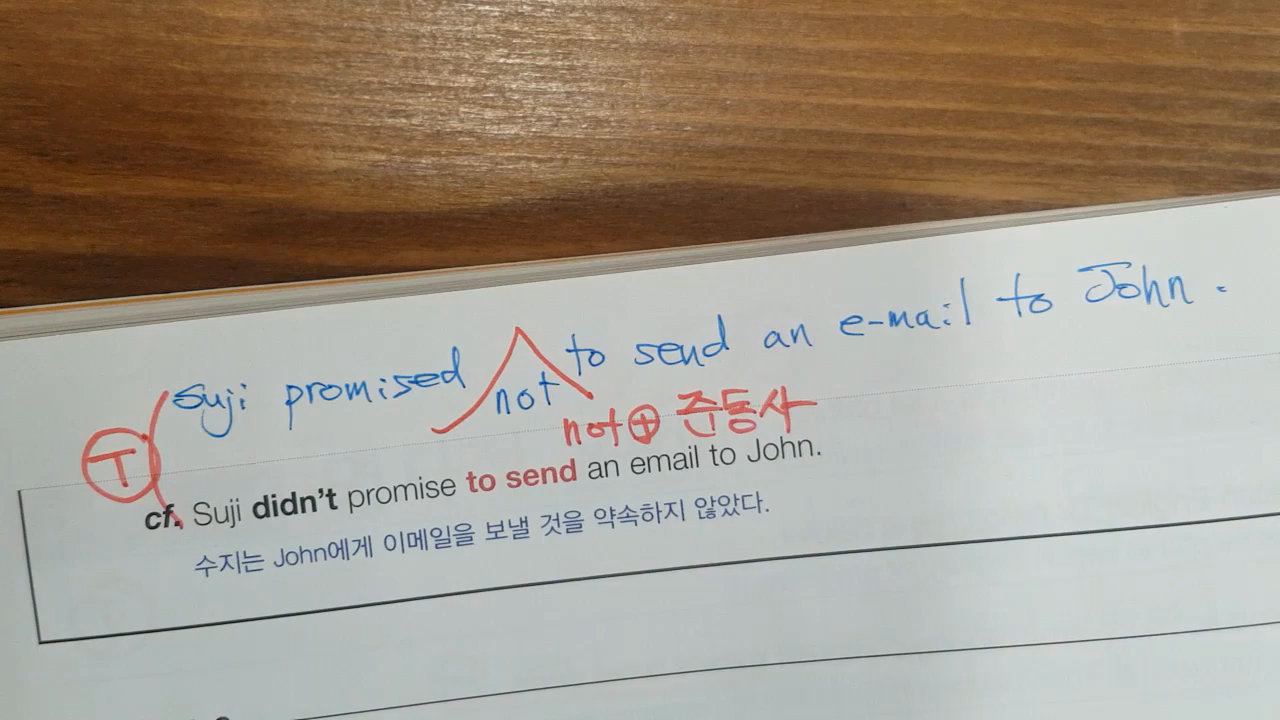 Suji promised not to send an e-mail to John.
not ⊕ 준동사
T
cf. Suji didn't promise to send an email to John.
수지는 John에게 이메일을 보낼 것을 약속하지 않았다.